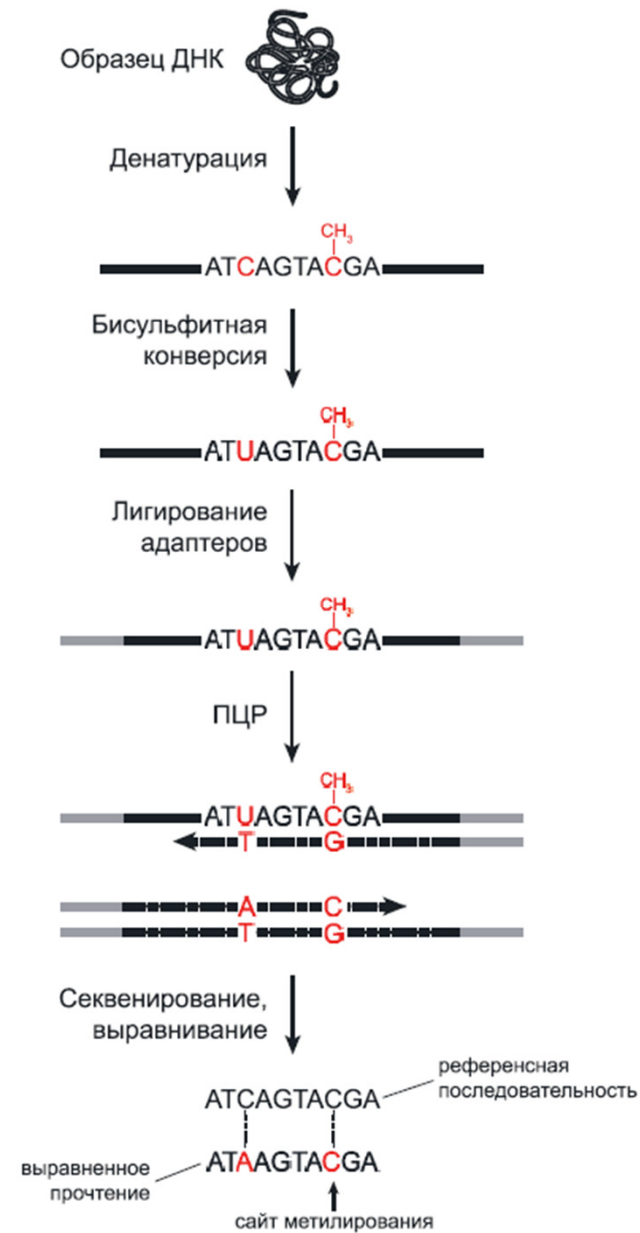 Образец ДНК
Денатурация
CH3
ATCAGTACGA
Бисульфитная
конверсия
CH3
ATUAGTACGA
Лигирование
адаптеров
CH3
ATUAGTACGA
ПЦР
CH3
ATUAGTACGA
T G
A C
T G
Секвенирование,
выравнивание
референсная
последовательность
ATCAGTACGA
ATAAGTACGA
выравненное
прочтение
сайт метилирования